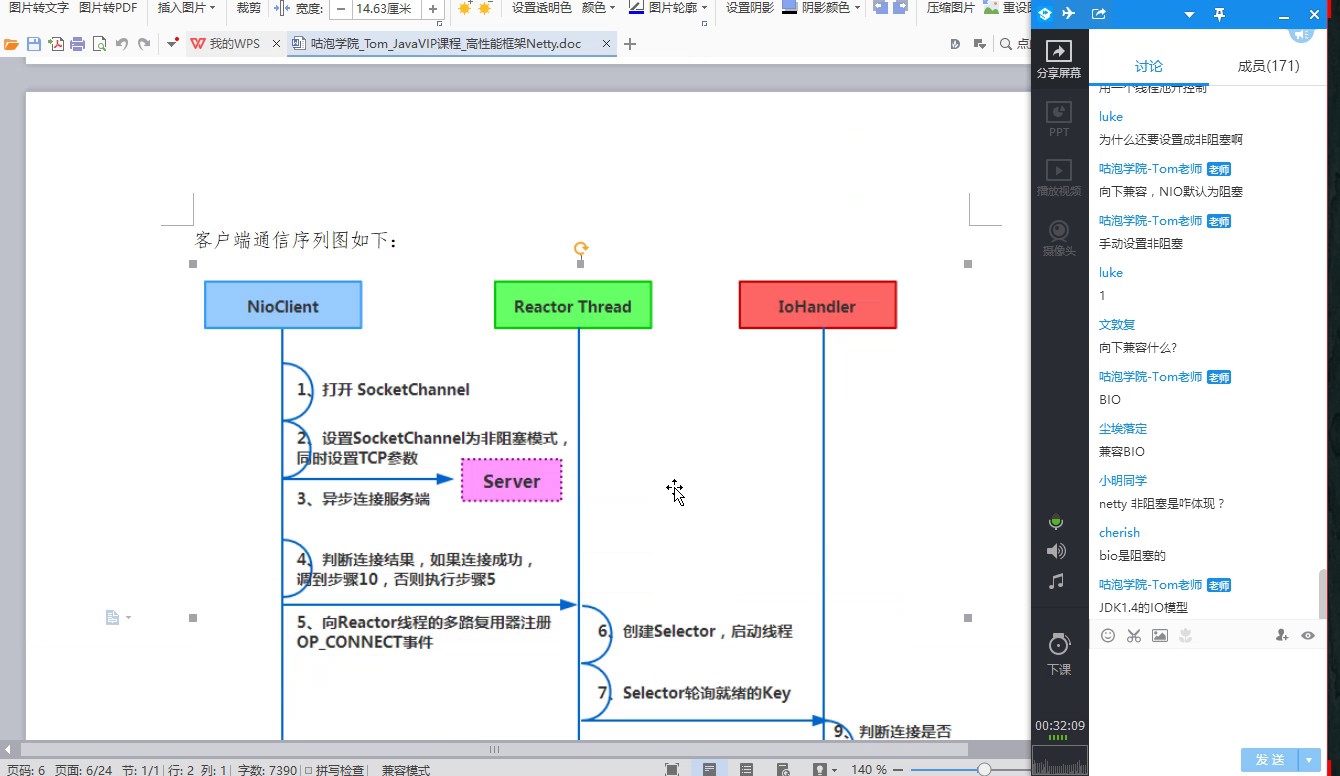 图片转文字 图片转PDF 插入图片 裁剪 宽度: 14.63厘米 设置透明色 颜色 图片轮廓 设置阴影 阴影颜色 压缩图片 重设图
我的WPS 咕泡学院_Tom_JavaVIP课程_高性能框架Netty.doc
客户端通信序列图如下：
NioClient Reactor Thread IoHandler
1、打开 SocketChannel
2、设置SocketChannel为非阻塞模式，
同时设置TCP参数
Server
3、异步连接服务端
4、判断连接结果，如果连接成功，
调到步骤10，否则执行步骤5
5、向Reactor线程的多路复用器注册
OP_CONNECT事件
6、创建Selector，启动线程
7、Selector轮询就绪的Key
9、判断连接是否
页码: 6 页面: 6/24 节: 1/1 行: 2 列: 1 字数: 7390 拼写检查 兼容模式 140 %
分享屏幕
PPT
播放视频
摄像头
下课
00:32:09
讨论 成员(171)
用一个线程池并控制
luke
为什么还要设置成非阻塞啊
咕泡学院-Tom老师 老师
向下兼容，NIO默认为阻塞
咕泡学院-Tom老师 老师
手动设置非阻塞
luke
1
文敦复
向下兼容什么?
咕泡学院-Tom老师 老师
BIO
尘埃落定
兼容BIO
小明同学
netty 非阻塞是咋体现？
cherish
bio是阻塞的
咕泡学院-Tom老师 老师
JDK1.4的IO模型
发 送